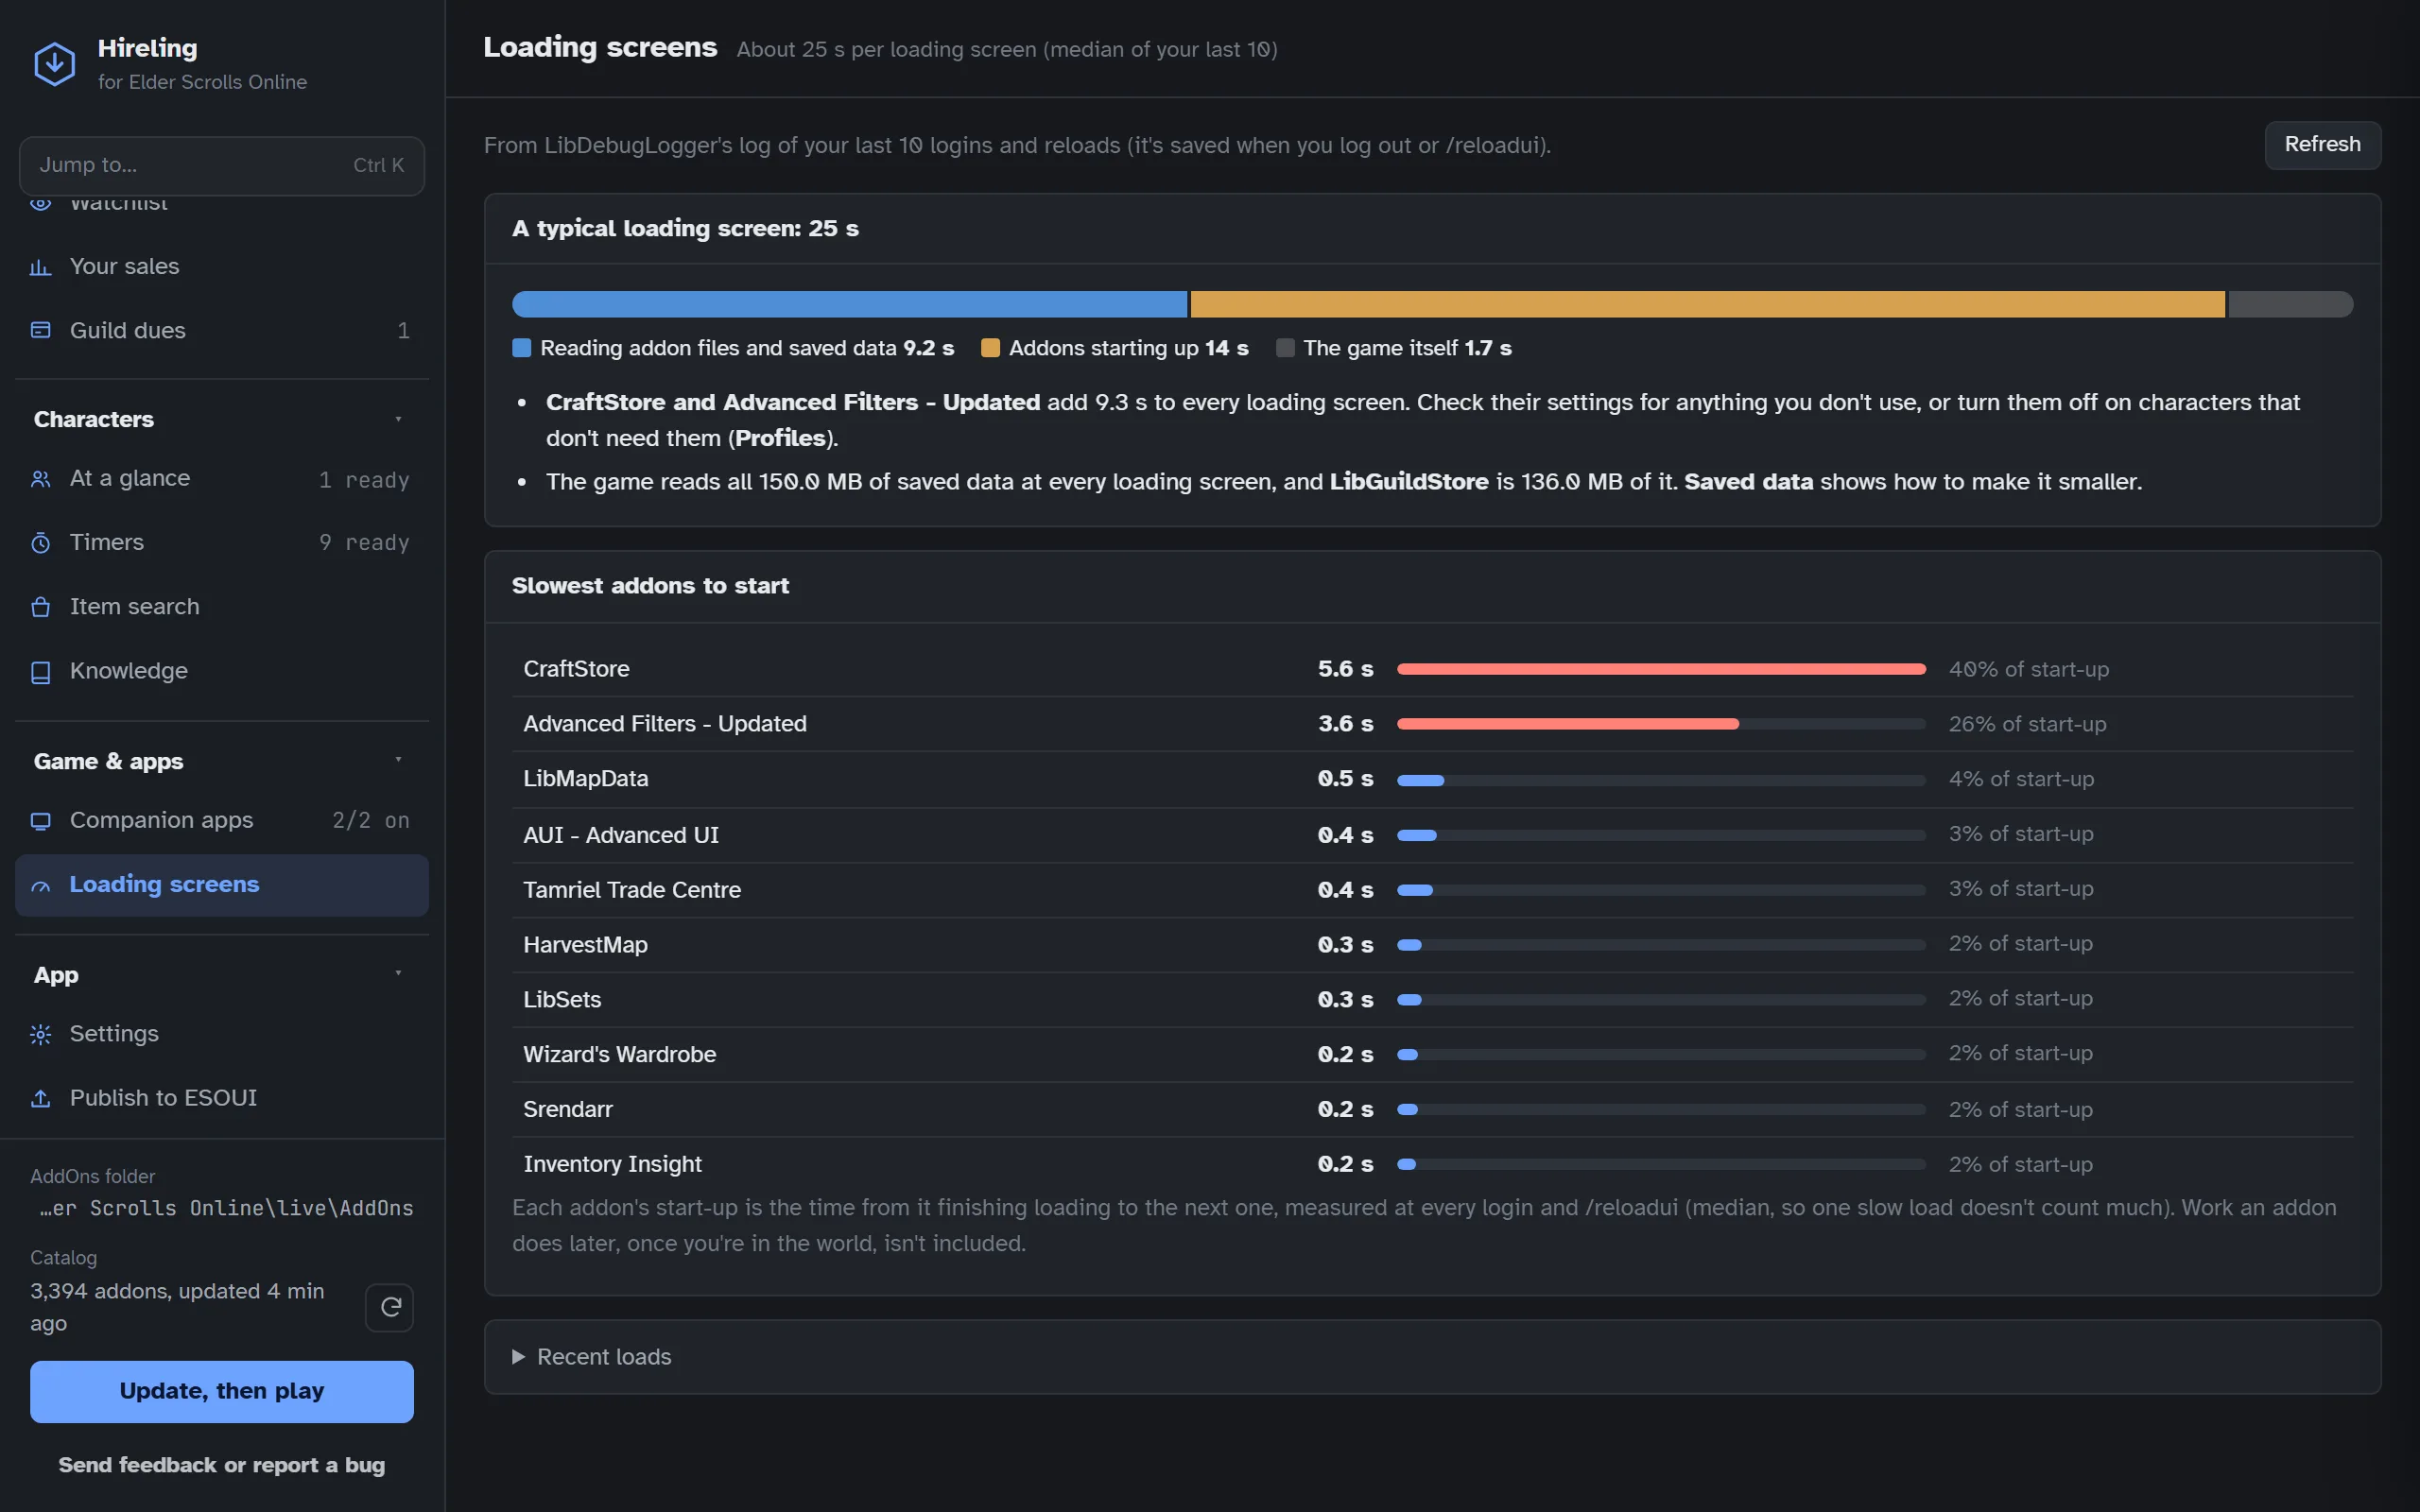 Hireling
for Elder Scrolls Online
Jump to... Ctrl K
Watchlist
Your sales
Guild dues 1
Characters
At a glance 1 ready
Timers 9 ready
Item search
Knowledge
Game & apps
Companion apps 2/2 on
Loading screens
App
Settings
Publish to ESOUI
AddOns folder
…er Scrolls Online\live\AddOns
Catalog
3,394 addons, updated 4 min
ago
Update, then play
Send feedback or report a bug
Loading screens About 25 s per loading screen (median of your last 10)
From LibDebugLogger's log of your last 10 logins and reloads (it's saved when you log out or /reloadui).
Refresh
A typical loading screen: 25 s
Reading addon files and saved data 9.2 s Addons starting up 14 s The game itself 1.7 s
• CraftStore and Advanced Filters - Updated add 9.3 s to every loading screen. Check their settings for anything you don't use, or turn them off on characters that
don't need them (Profiles).
• The game reads all 150.0 MB of saved data at every loading screen, and LibGuildStore is 136.0 MB of it. Saved data shows how to make it smaller.
Slowest addons to start
CraftStore 5.6 s 40% of start-up
Advanced Filters - Updated 3.6 s 26% of start-up
LibMapData 0.5 s 4% of start-up
AUI - Advanced UI 0.4 s 3% of start-up
Tamriel Trade Centre 0.4 s 3% of start-up
HarvestMap 0.3 s 2% of start-up
LibSets 0.3 s 2% of start-up
Wizard's Wardrobe 0.2 s 2% of start-up
Srendarr 0.2 s 2% of start-up
Inventory Insight 0.2 s 2% of start-up
Each addon's start-up is the time from it finishing loading to the next one, measured at every login and /reloadui (median, so one slow load doesn't count much). Work an addon
does later, once you're in the world, isn't included.
Recent loads